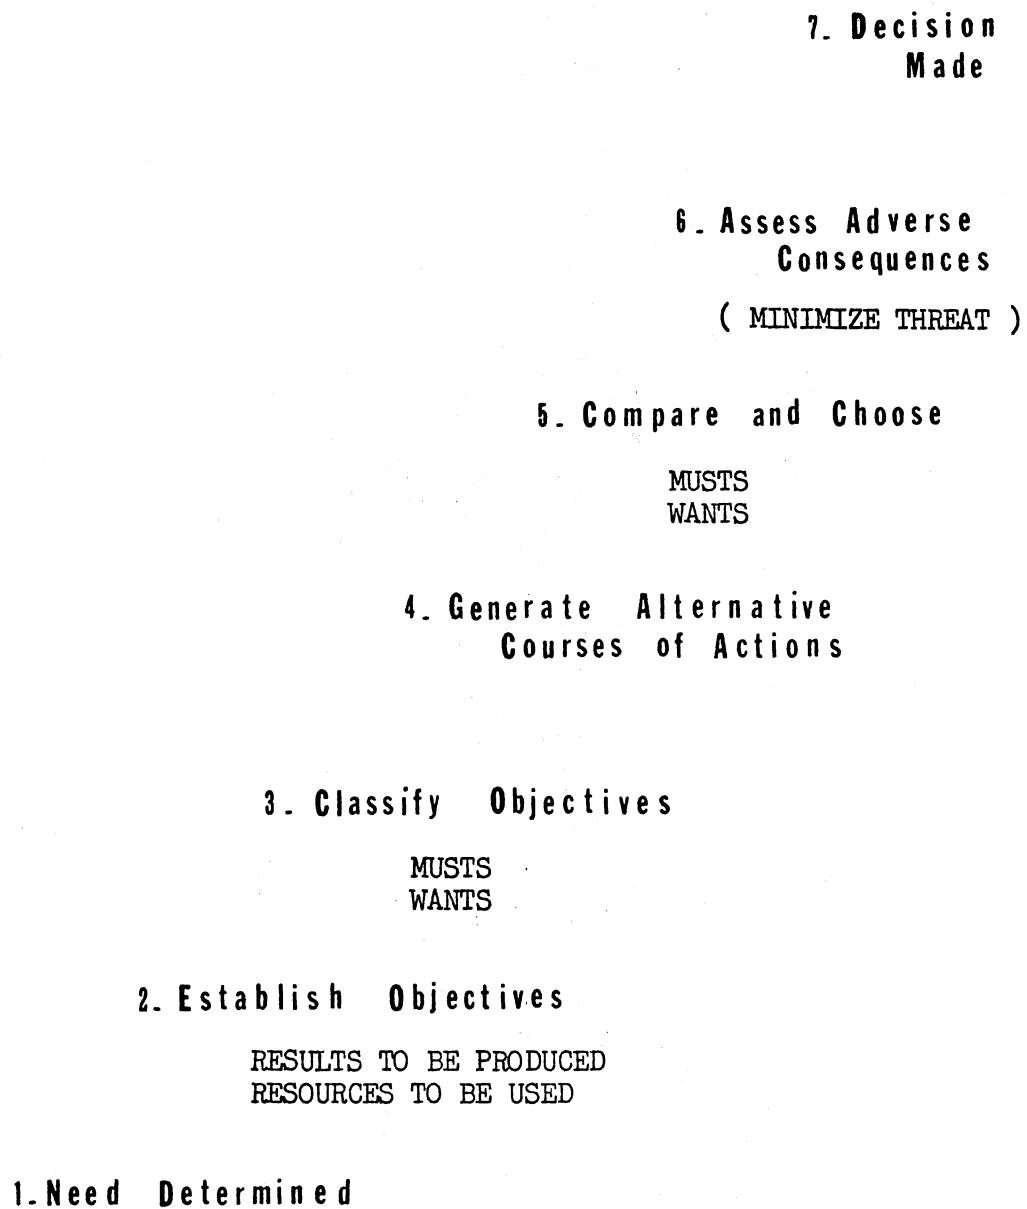 7. Decision
Made
6. Assess Adverse
Consequences
( MINIMIZE THREAT )
5. Compare and Choose
MUSTS
WANTS
4. Generate Alternative
Courses of Actions
3. Classify Objectives
MUSTS
WANTS
2. Establish Objectives
RESULTS TO BE PRODUCED
RESOURCES TO BE USED
1. Need Determined